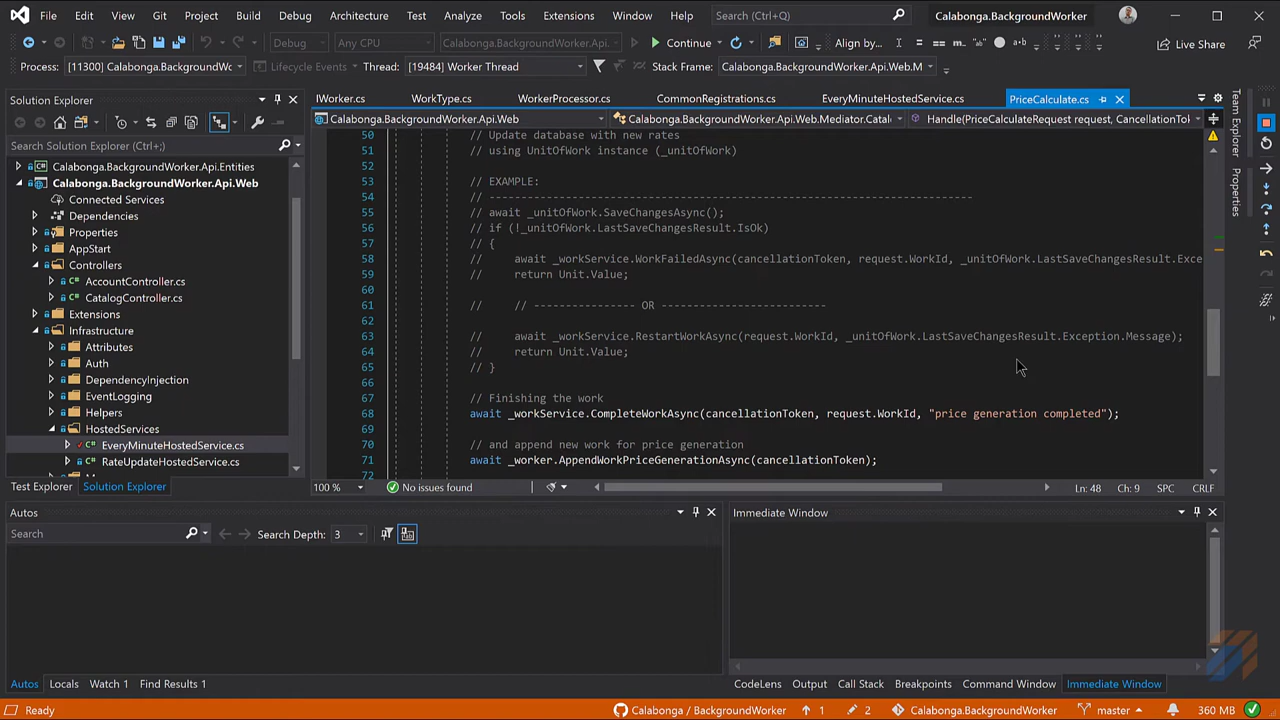 File Edit View Git Project Build Debug Architecture Test Analyze Tools Extensions Window Help Search (Ctrl+Q) Calabonga.BackgroundWorker
Debug Any CPU Calabonga.BackgroundWorker.Api. Continue Align by... Live Share
Process: [11300] Calabonga.BackgroundWo Lifecycle Events Thread: [19484] Worker Thread Stack Frame: Calabonga.BackgroundWorker.Api.Web.M
Solution Explorer
Search Solution Explorer (Ctrl+;)
Calabonga.BackgroundWorker.Api.Entities
Calabonga.BackgroundWorker.Api.Web
Connected Services
Dependencies
Properties
AppStart
Controllers
AccountController.cs
CatalogController.cs
Extensions
Infrastructure
Attributes
Auth
DependencyInjection
EventLogging
Helpers
HostedServices
EveryMinuteHostedService.cs
RateUpdateHostedService.cs
Test Explorer Solution Explorer
IWorker.cs WorkType.cs WorkerProcessor.cs CommonRegistrations.cs EveryMinuteHostedService.cs PriceCalculate.cs
Calabonga.BackgroundWorker.Api.Web Calabonga.BackgroundWorker.Api.Web.Mediator.Catal Handle(PriceCalculateRequest request, CancellationTok
50 // Update database with new rates
51 // using UnitOfWork instance (_unitOfWork)
52
53 // EXAMPLE:
54 // -----------------------------------------------------------------------
55 // await _unitOfWork.SaveChangesAsync();
56 // if (!_unitOfWork.LastSaveChangesResult.IsOk)
57 // {
58 // await _workService.WorkFailedAsync(cancellationToken, request.WorkId, _unitOfWork.LastSaveChangesResult.Exce
59 // return Unit.Value;
60
61 // // -------------- OR -----------------------
62
63 // await _workService.RestartWorkAsync(request.WorkId, _unitOfWork.LastSaveChangesResult.Exception.Message);
64 // return Unit.Value;
65 // }
66
67 // Finishing the work
68 await _workService.CompleteWorkAsync(cancellationToken, request.WorkId, "price generation completed");
69
70 // and append new work for price generation
71 await _worker.AppendWorkPriceGenerationAsync(cancellationToken);
72
100 % No issues found Ln: 48 Ch: 9 SPC CRLF
Team Explorer
Properties
Autos
Search Search Depth: 3
Autos Locals Watch 1 Find Results 1
Immediate Window
CodeLens Output Call Stack Breakpoints Command Window Immediate Window
Ready Calabonga / BackgroundWorker 1 2 Calabonga.BackgroundWorker master 360 MB